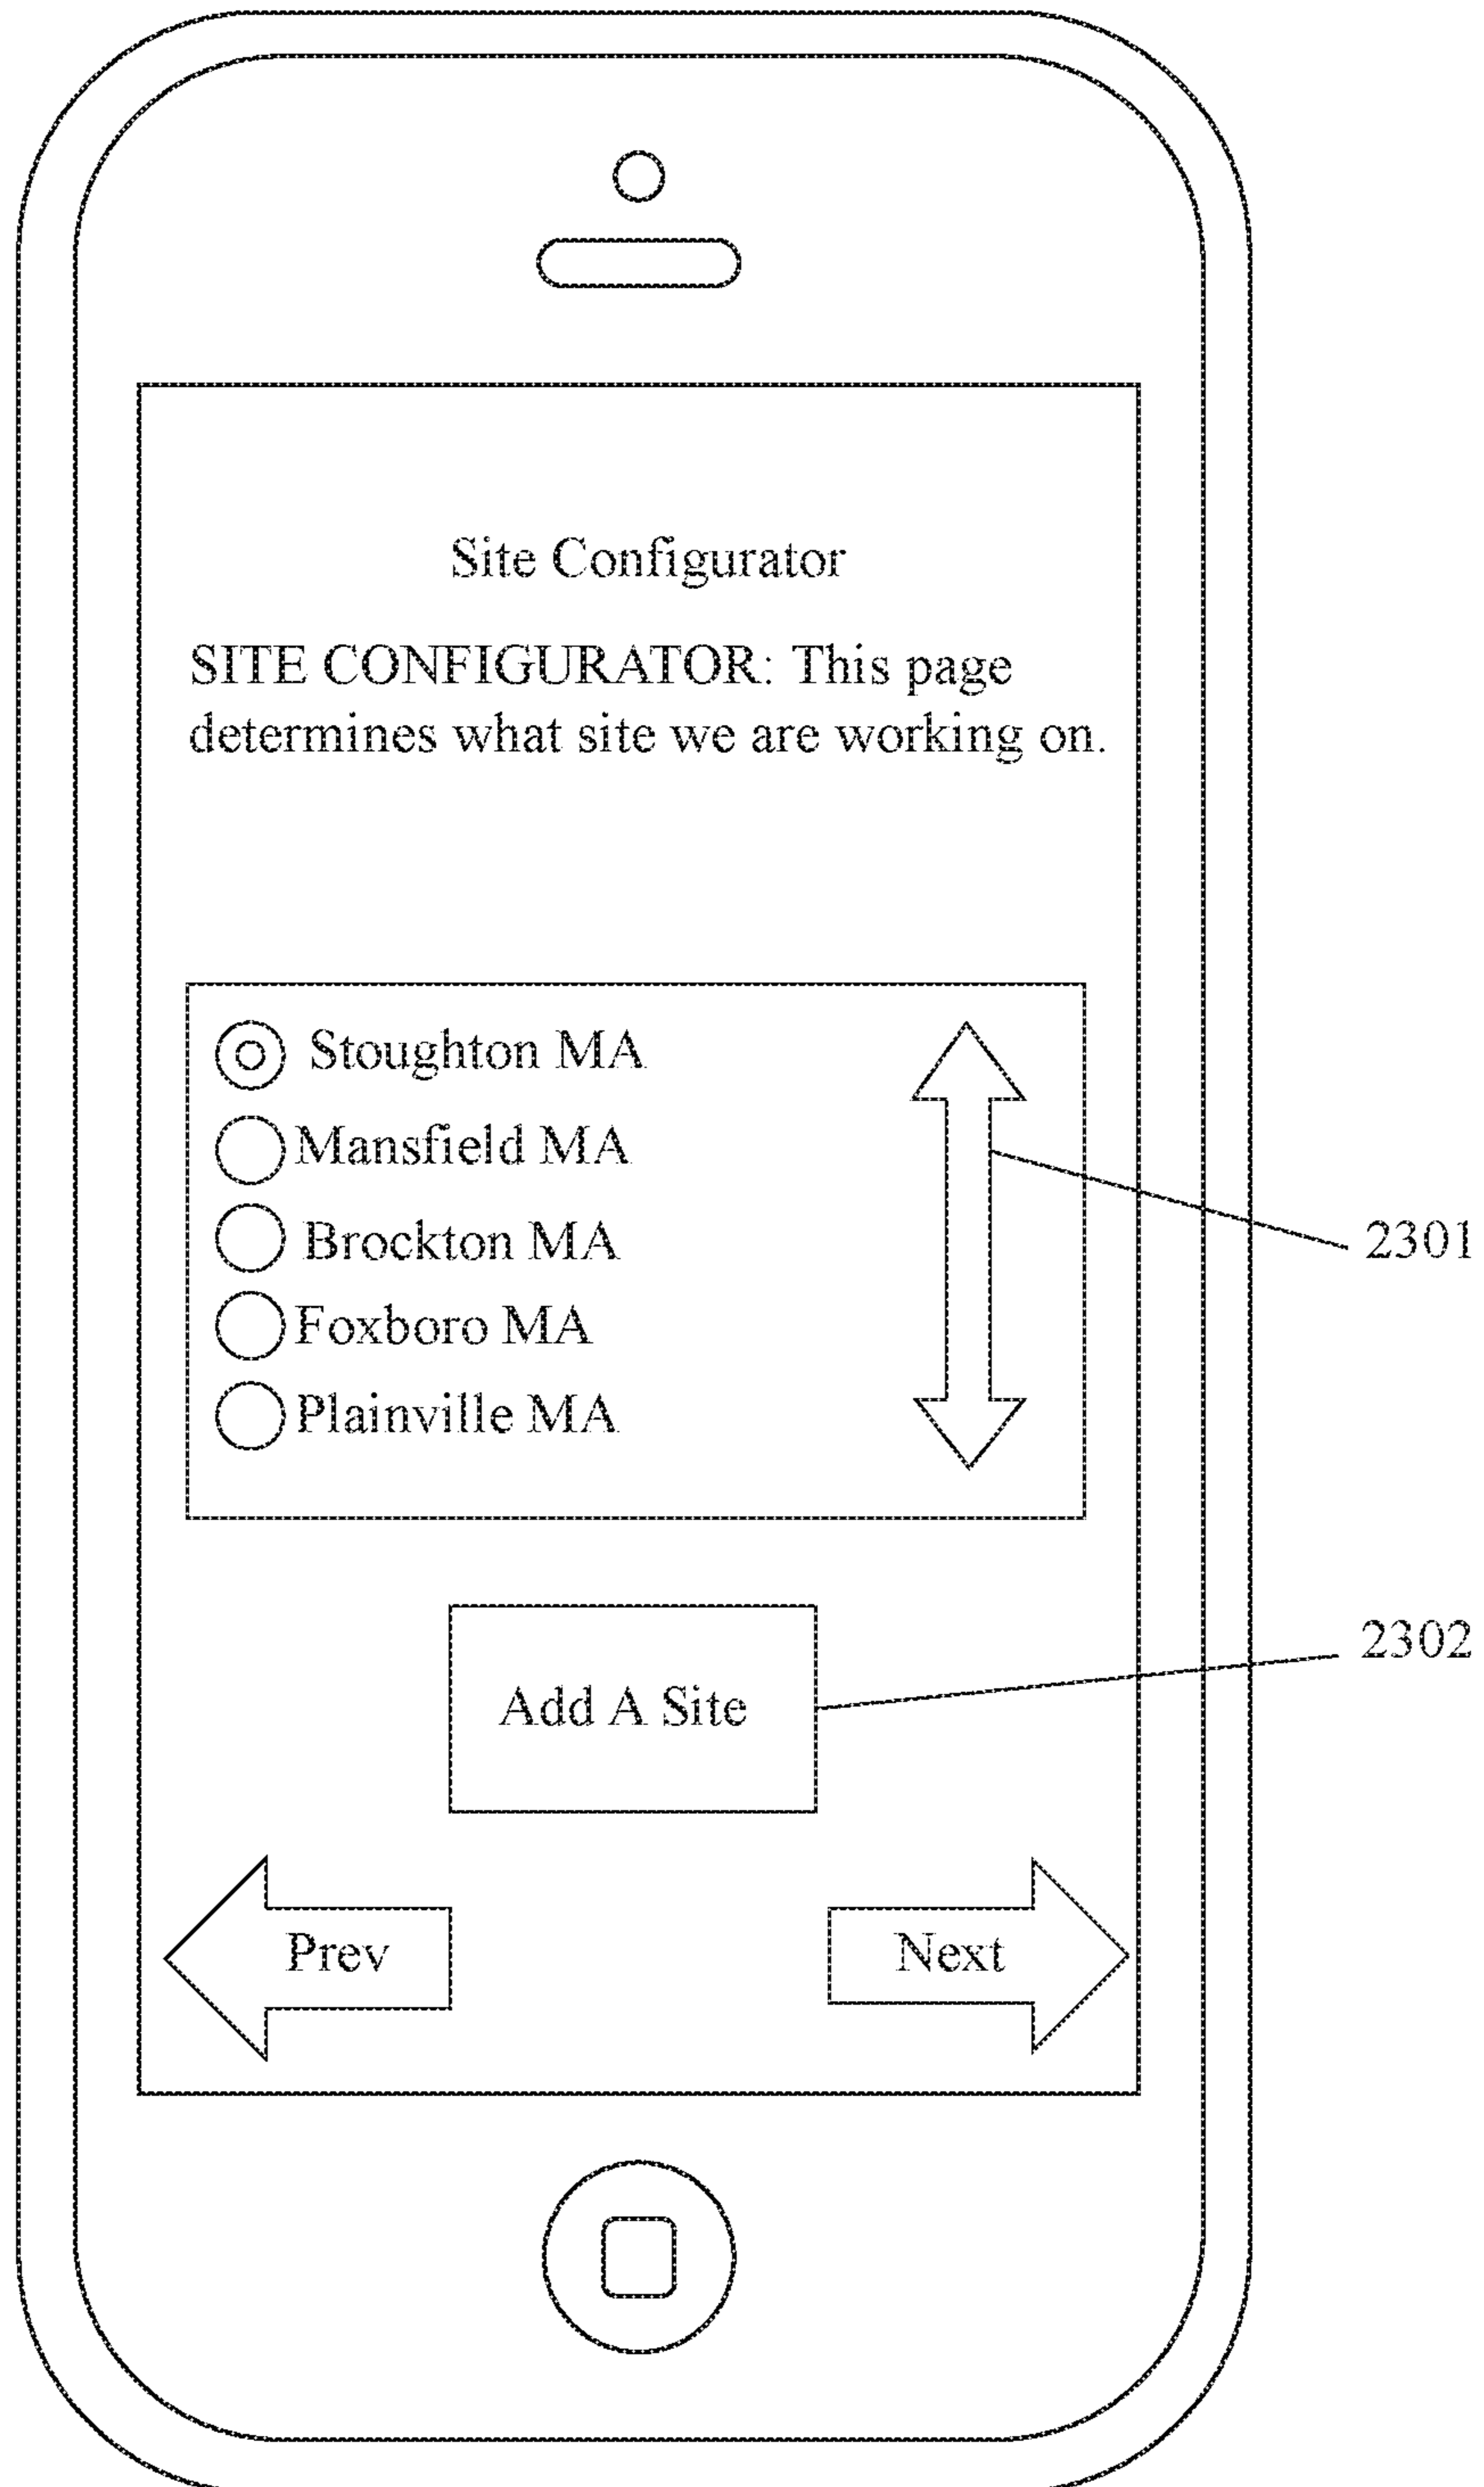 Site Configurator
SITE CONFIGURATOR: This page
determines what site we are working on.
Stoughton MA
Mansfield MA
Brockton MA
Foxboro MA
Plainville MA
2301
2302
Add A Site
Prev
Next